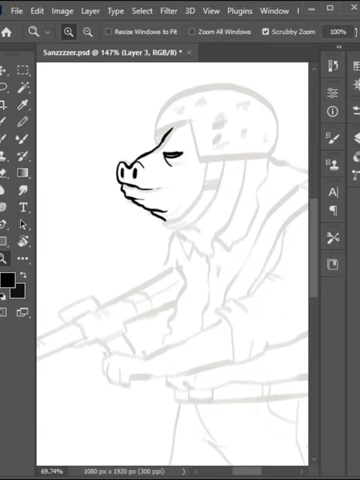 File Edit Image Layer Type Select Filter 3D View Plugins Window
Resize Windows to Fit Zoom All Windows Scrubby Zoom 100%
Sanzzzzer.psd @ 147% (Layer 3, RGB/8) *
69.74% 1080 px x 1920 px (300 ppi)